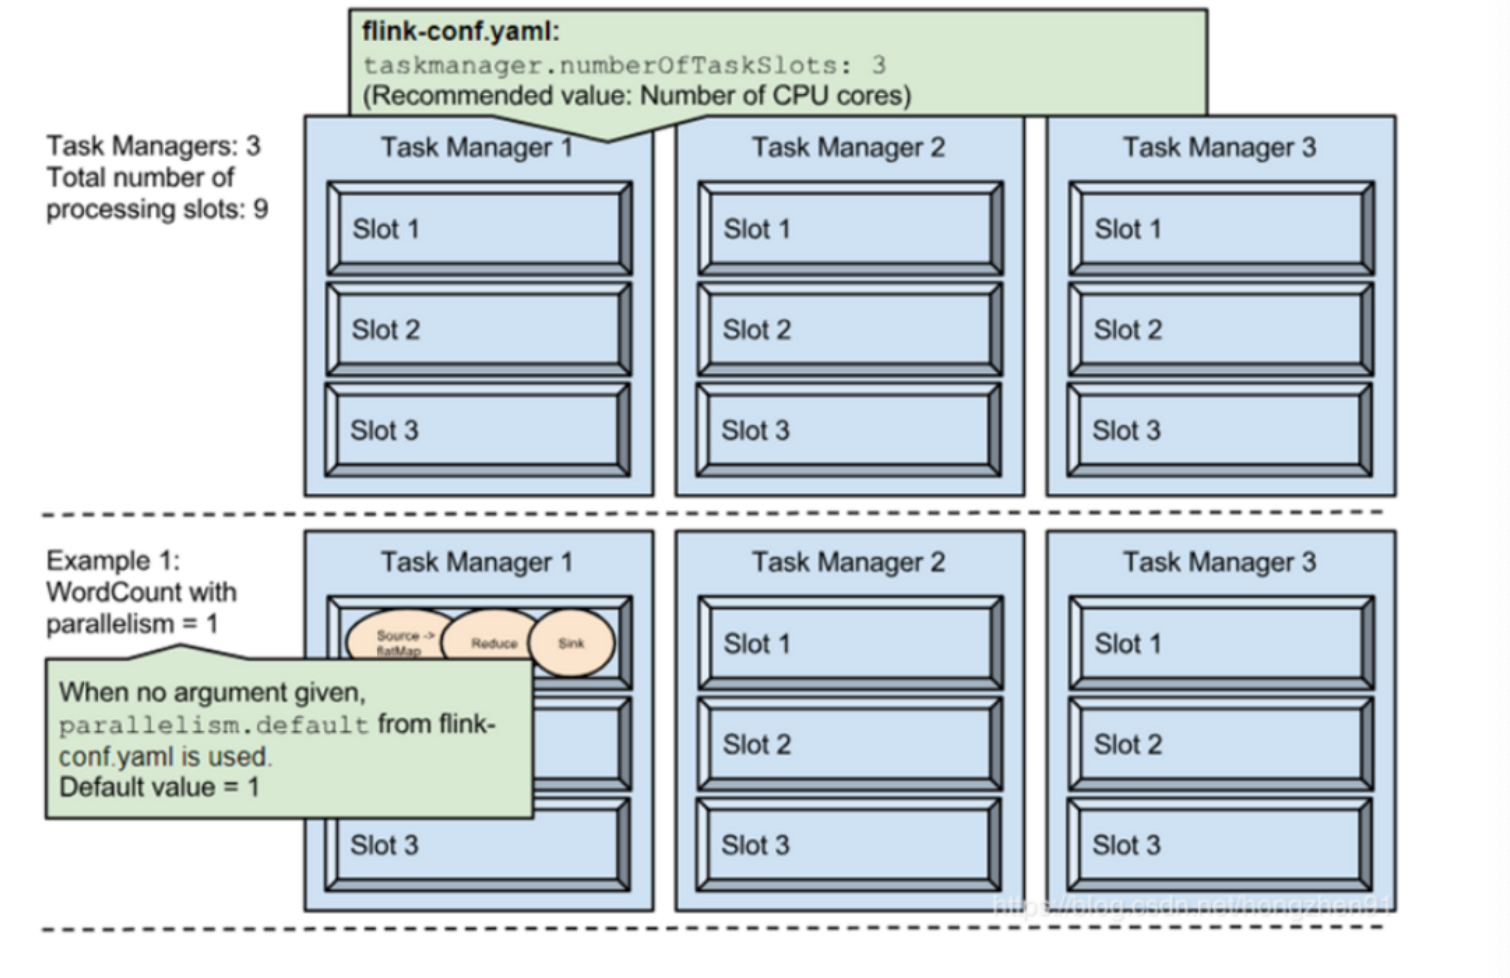 flink-conf.yaml:
taskmanager.numberOfTaskSlots: 3
(Recommended value: Number of CPU cores)
Task Managers: 3
Total number of
processing slots: 9
Task Manager 1
Slot 1
Slot 2
Slot 3
Task Manager 2
Slot 1
Slot 2
Slot 3
Task Manager 3
Slot 1
Slot 2
Slot 3
Example 1:
WordCount with
parallelism = 1
When no argument given,
parallelism.default from flink-
conf.yaml is used.
Default value = 1
Task Manager 1
Source ->
flatMap
Reduce
Sink
Slot 3
Task Manager 2
Slot 1
Slot 2
Slot 3
Task Manager 3
Slot 1
Slot 2
Slot 3
https://blog.csdn.net/hongzhen91